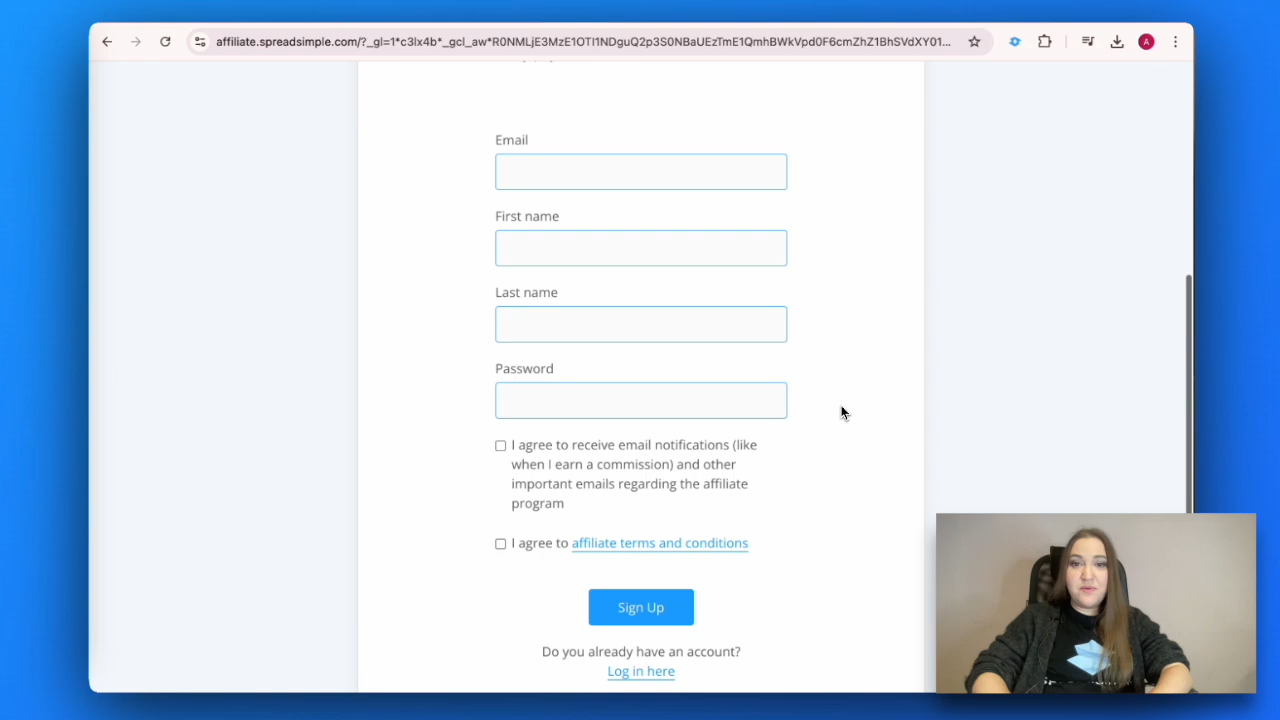 affiliate.spreadsimple.com/?_gl=1*c3lx4b*_gcl_aw*R0NMLjE3MzE1OTI1NDguQ2p3S0NBaUEzTmE1QmhBWkVpd0F6cmZhZ1BhSVdXY01...
A
Email
First name
Last name
Password
I agree to receive email notifications (like
when I earn a commission) and other
important emails regarding the affiliate
program
I agree to affiliate terms and conditions
Sign Up
Do you already have an account?
Log in here